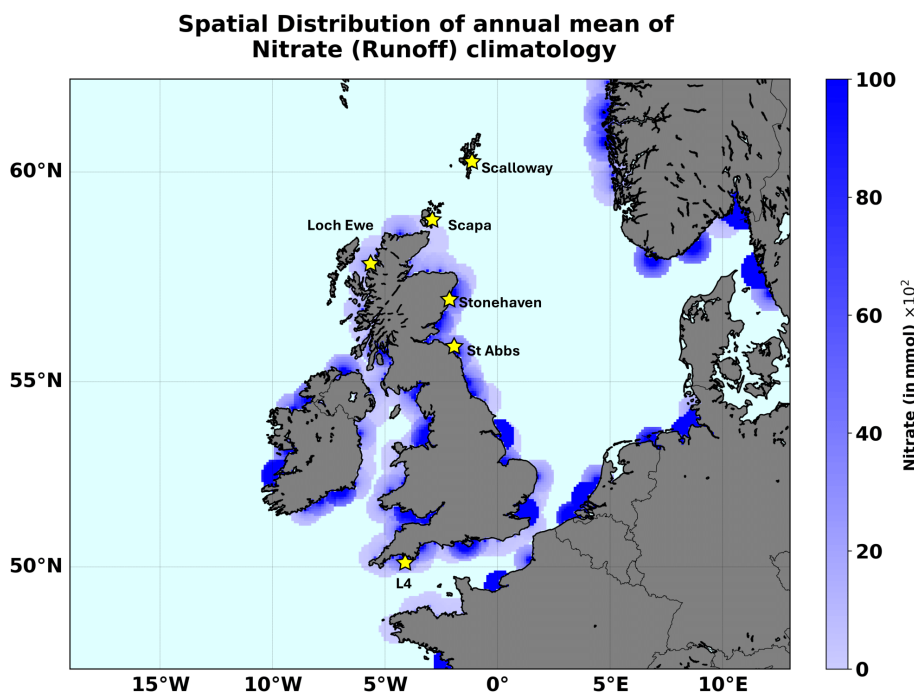 Spatial Distribution of annual mean of
Nitrate (Runoff) climatology
60°N
55°N
50°N
15°W
10°W
5°W
0°
5°E
10°E
Scalloway
Loch Ewe
Scapa
Stonehaven
St Abbs
L4
100
80
60
40
20
0
Nitrate (in mmol) ×10²